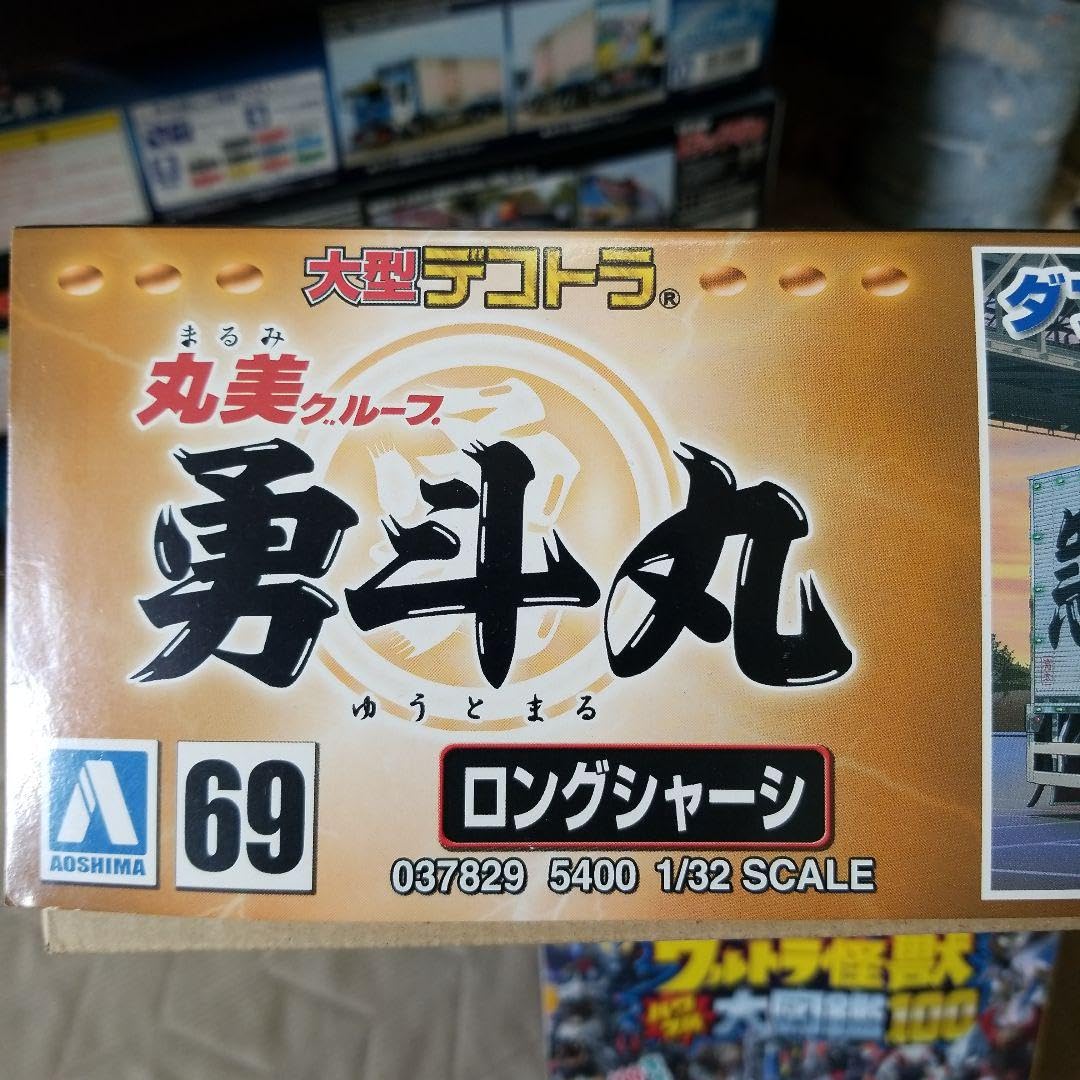 大型デコトラ®
ダ
まるみ
丸美グループ
勇斗丸
ゆうとまる
AOSHIMA
69
ロングシャーシ
037829 5400 1/32 SCALE
ウルトラ怪獣
大図鑑100